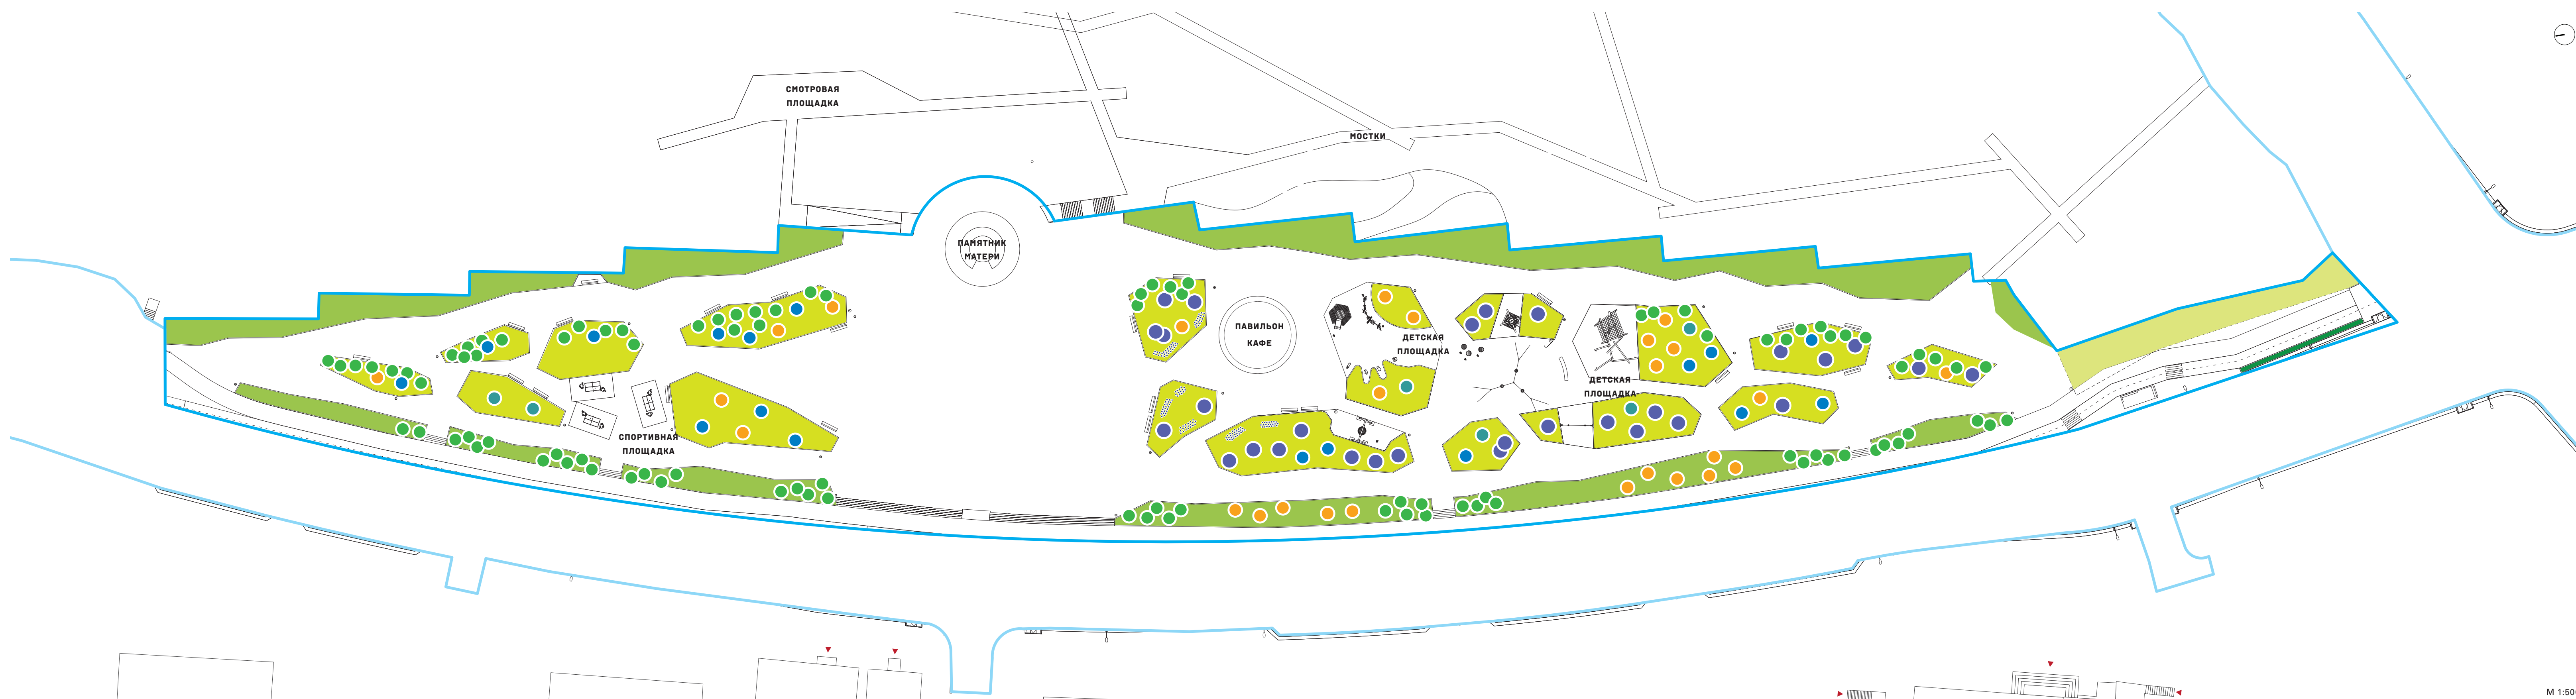 СМОТРОВАЯ
ПЛОЩАДКА
МОСТКИ
ПАМЯТНИК
МАТЕРИ
ПАВИЛЬОН
КАФЕ
ДЕТСКАЯ
ПЛОЩАДКА
ДЕТСКАЯ
ПЛОЩАДКА
СПОРТИВНАЯ
ПЛОЩАДКА
М 1:50